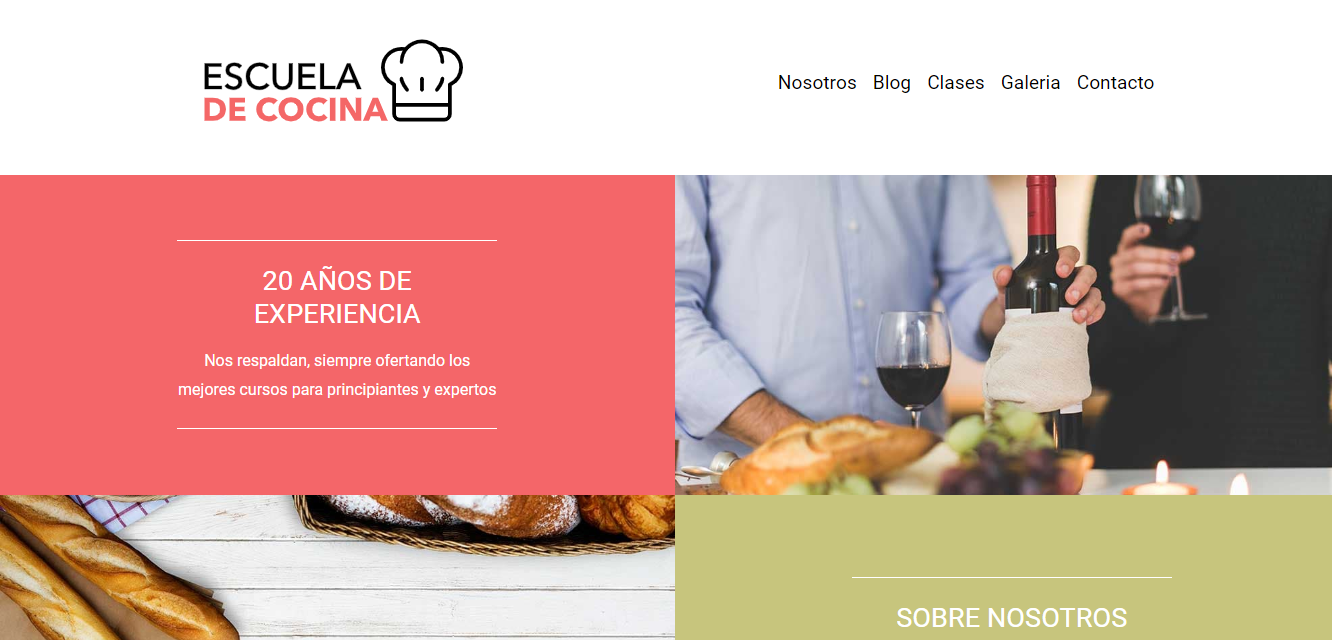 ESCUELA
DE COCINA
Nosotros Blog Clases Galeria Contacto
20 AÑOS DE
EXPERIENCIA
Nos respaldan, siempre ofertando los
mejores cursos para principiantes y expertos
SOBRE NOSOTROS